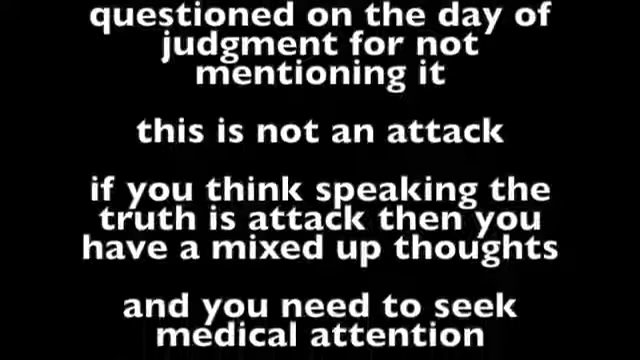 questioned on the day of
judgment for not
mentioning it
this is not an attack
if you think speaking the
truth is attack then you
have a mixed up thoughts
and you need to seek
medical attention